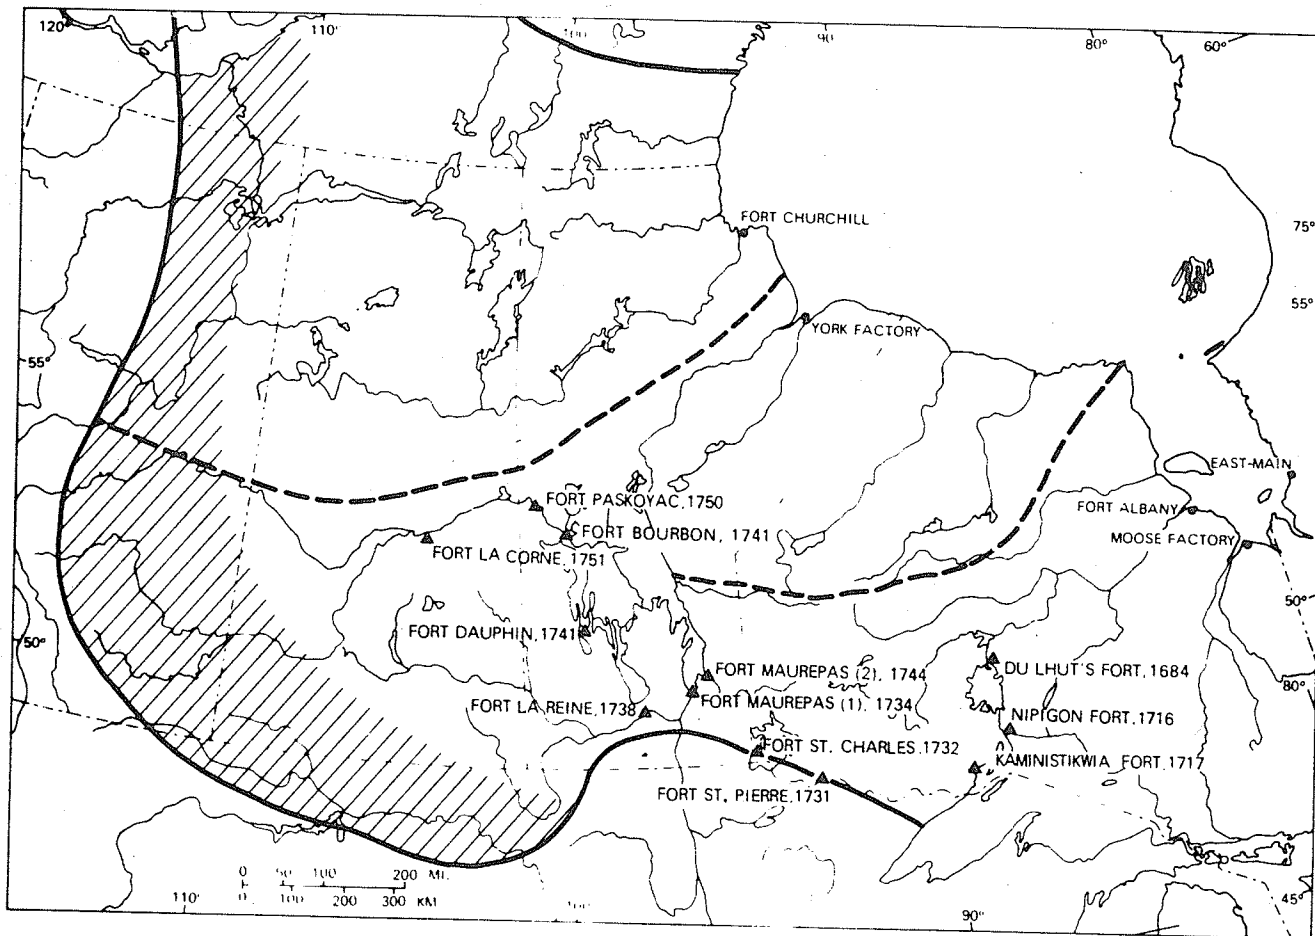 120°
110°
100
90
80°
60°
FORT CHURCHILL
75°
55°
YORK FACTORY
55°
EAST-MAIN
FORT PASKOYAC, 1750
FORT ALBANY
FORT BOURBON, 1741
MOOSE FACTORY
FORT LA CORNE, 1751
50°
FORT DAUPHIN, 1741
50°
FORT MAUREPAS (2), 1744
DU LHUT'S FORT, 1684
80°
FORT MAUREPAS (1), 1734
FORT LA REINE, 1738
NIPIGON FORT, 1716
FORT ST. CHARLES, 1732
KAMINISTIKWIA FORT, 1717
FORT ST, PIERRE, 1731
0 50 100 200 MI.
0 100 200 300 KM
110°
100
90°
45°